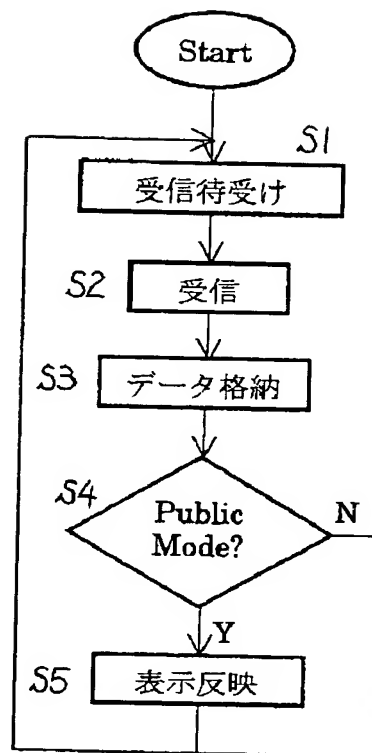 Start
S1
受信待受け
S2
受信
S3
データ格納
S4
Public
Mode?
N
Y
S5
表示反映